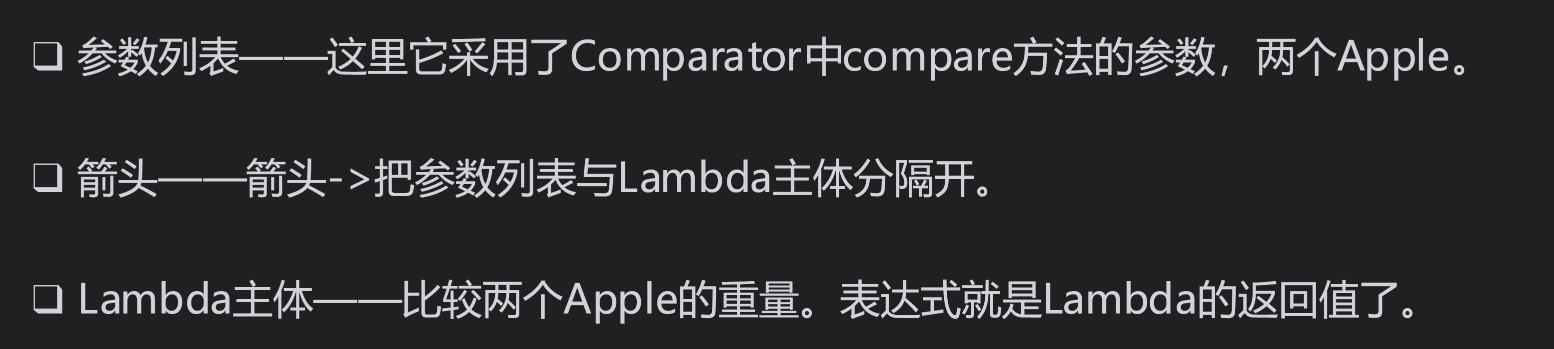 ❏ 参数列表——这里它采用了Comparator中compare方法的参数，两个Apple。
❏ 箭头——箭头->把参数列表与Lambda主体分隔开。
❏ Lambda主体——比较两个Apple的重量。表达式就是Lambda的返回值了。